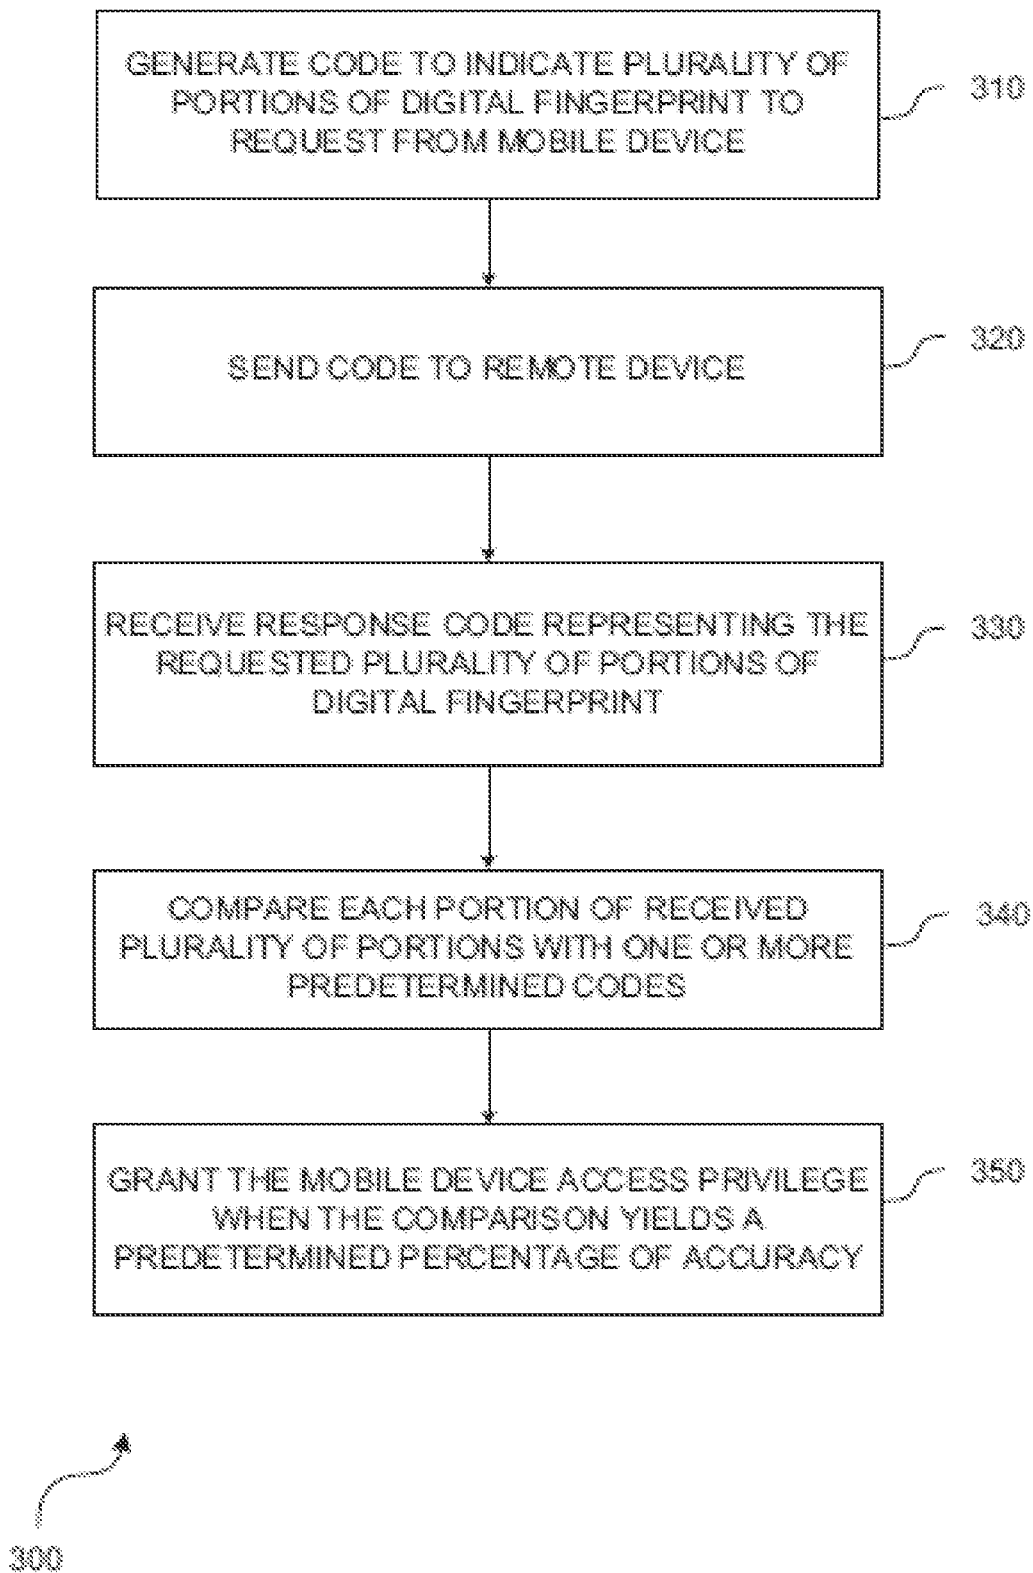 GENERATE CODE TO INDICATE PLURALITY OF
PORTIONS OF DIGITAL FINGERPRINT TO
REQUEST FROM MOBILE DEVICE
310
SEND CODE TO REMOTE DEVICE
320
RECEIVE RESPONSE CODE REPRESENTING THE
REQUESTED PLURALITY OF PORTIONS OF
DIGITAL FINGERPRINT
330
COMPARE EACH PORTION OF RECEIVED
PLURALITY OF PORTIONS WITH ONE OR MORE
PREDETERMINED CODES
340
GRANT THE MOBILE DEVICE ACCESS PRIVILEGE
WHEN THE COMPARISON YIELDS A
PREDETERMINED PERCENTAGE OF ACCURACY
350
300